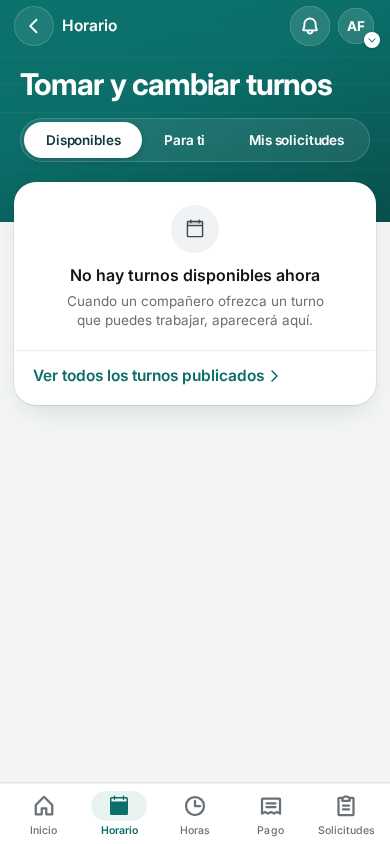 Horario
AF
Tomar y cambiar turnos
Disponibles
Para ti
Mis solicitudes
No hay turnos disponibles ahora
Cuando un compañero ofrezca un turno
que puedes trabajar, aparecerá aquí.
Ver todos los turnos publicados
Inicio
Horario
Horas
Pago
Solicitudes